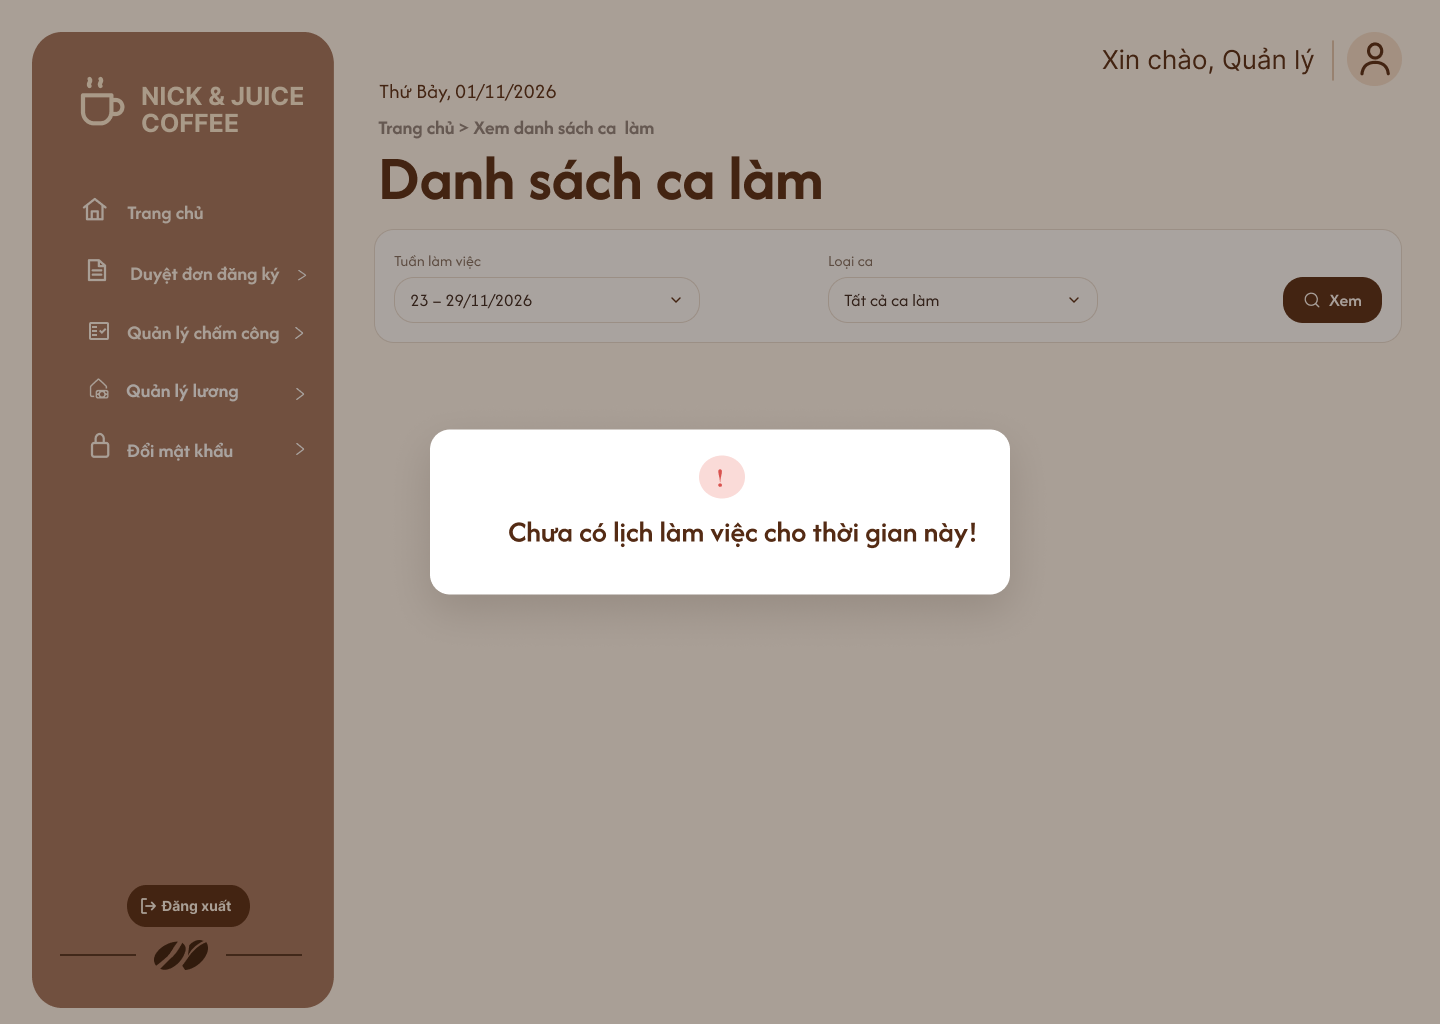 NICK & JUICE
COFFEE
Trang chủ
Duyệt đơn đăng ký
Quản lý chấm công
Quản lý lương
Đổi mật khẩu
Đăng xuất
Xin chào, Quản lý
Thứ Bảy, 01/11/2026
Trang chủ > Xem danh sách ca làm
Danh sách ca làm
Tuần làm việc
Loại ca
23 – 29/11/2026
Tất cả ca làm
Xem
!
Chưa có lịch làm việc cho thời gian này!